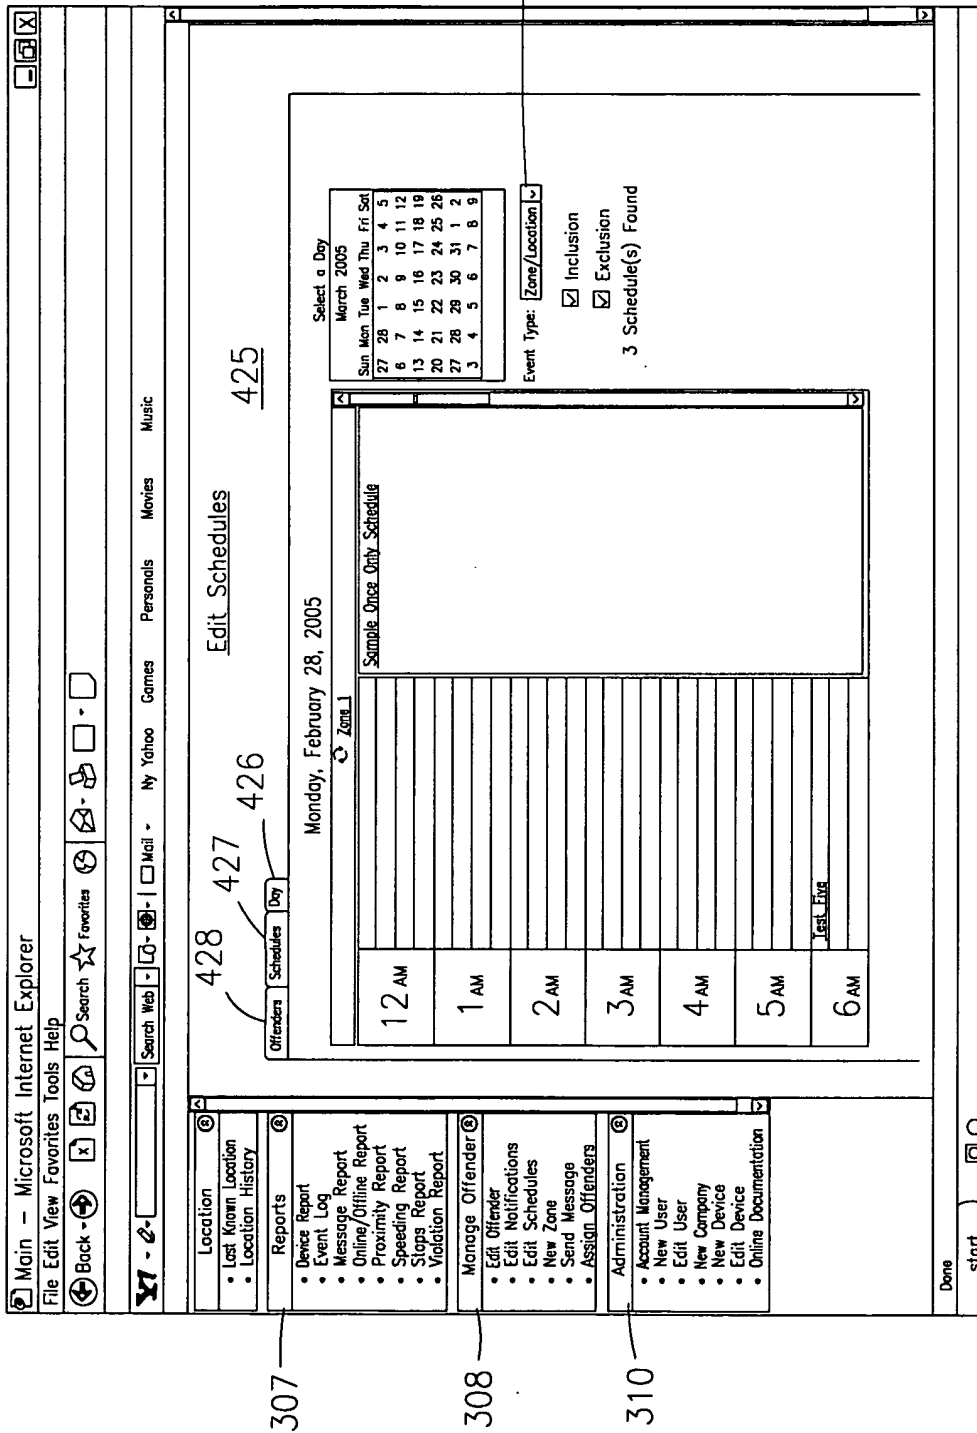 Main — Microsoft Internet Explorer
File Edit View Favorites Tools Help
Back Search Favorites
Search Web Mail Ny Yahoo Games Personals Movies Music
Location
• Last Known Location
• Location History
307
Reports
• Device Report
• Event Log
• Message Report
• Online/Offline Report
• Proximity Report
• Speeding Report
• Stops Report
• Violation Report
308
Manage Offender
• Edit Offender
• Edit Notifications
• Edit Schedules
• New Zone
• Send Message
• Assign Offenders
310
Administration
• Account Management
• New User
• Edit User
• New Company
• New Device
• Edit Device
• Online Documentation
Edit Schedules
425
428
427
426
Offenders Schedules Day
Monday, February 28, 2005
Zone 1
Sample Once Only Schedule
12 AM
1 AM
2 AM
3 AM
4 AM
5 AM
6 AM
Test Five
Select a Day
March 2005
Sun Mon Tue Wed Thu Fri Sat
27 28 1 2 3 4 5
6 7 8 9 10 11 12
13 14 15 16 17 18 19
20 21 22 23 24 25 26
27 28 29 30 31 1 2
3 4 5 6 7 8 9
Event Type: Zone/Location
Inclusion
Exclusion
3 Schedule(s) Found
Done
start